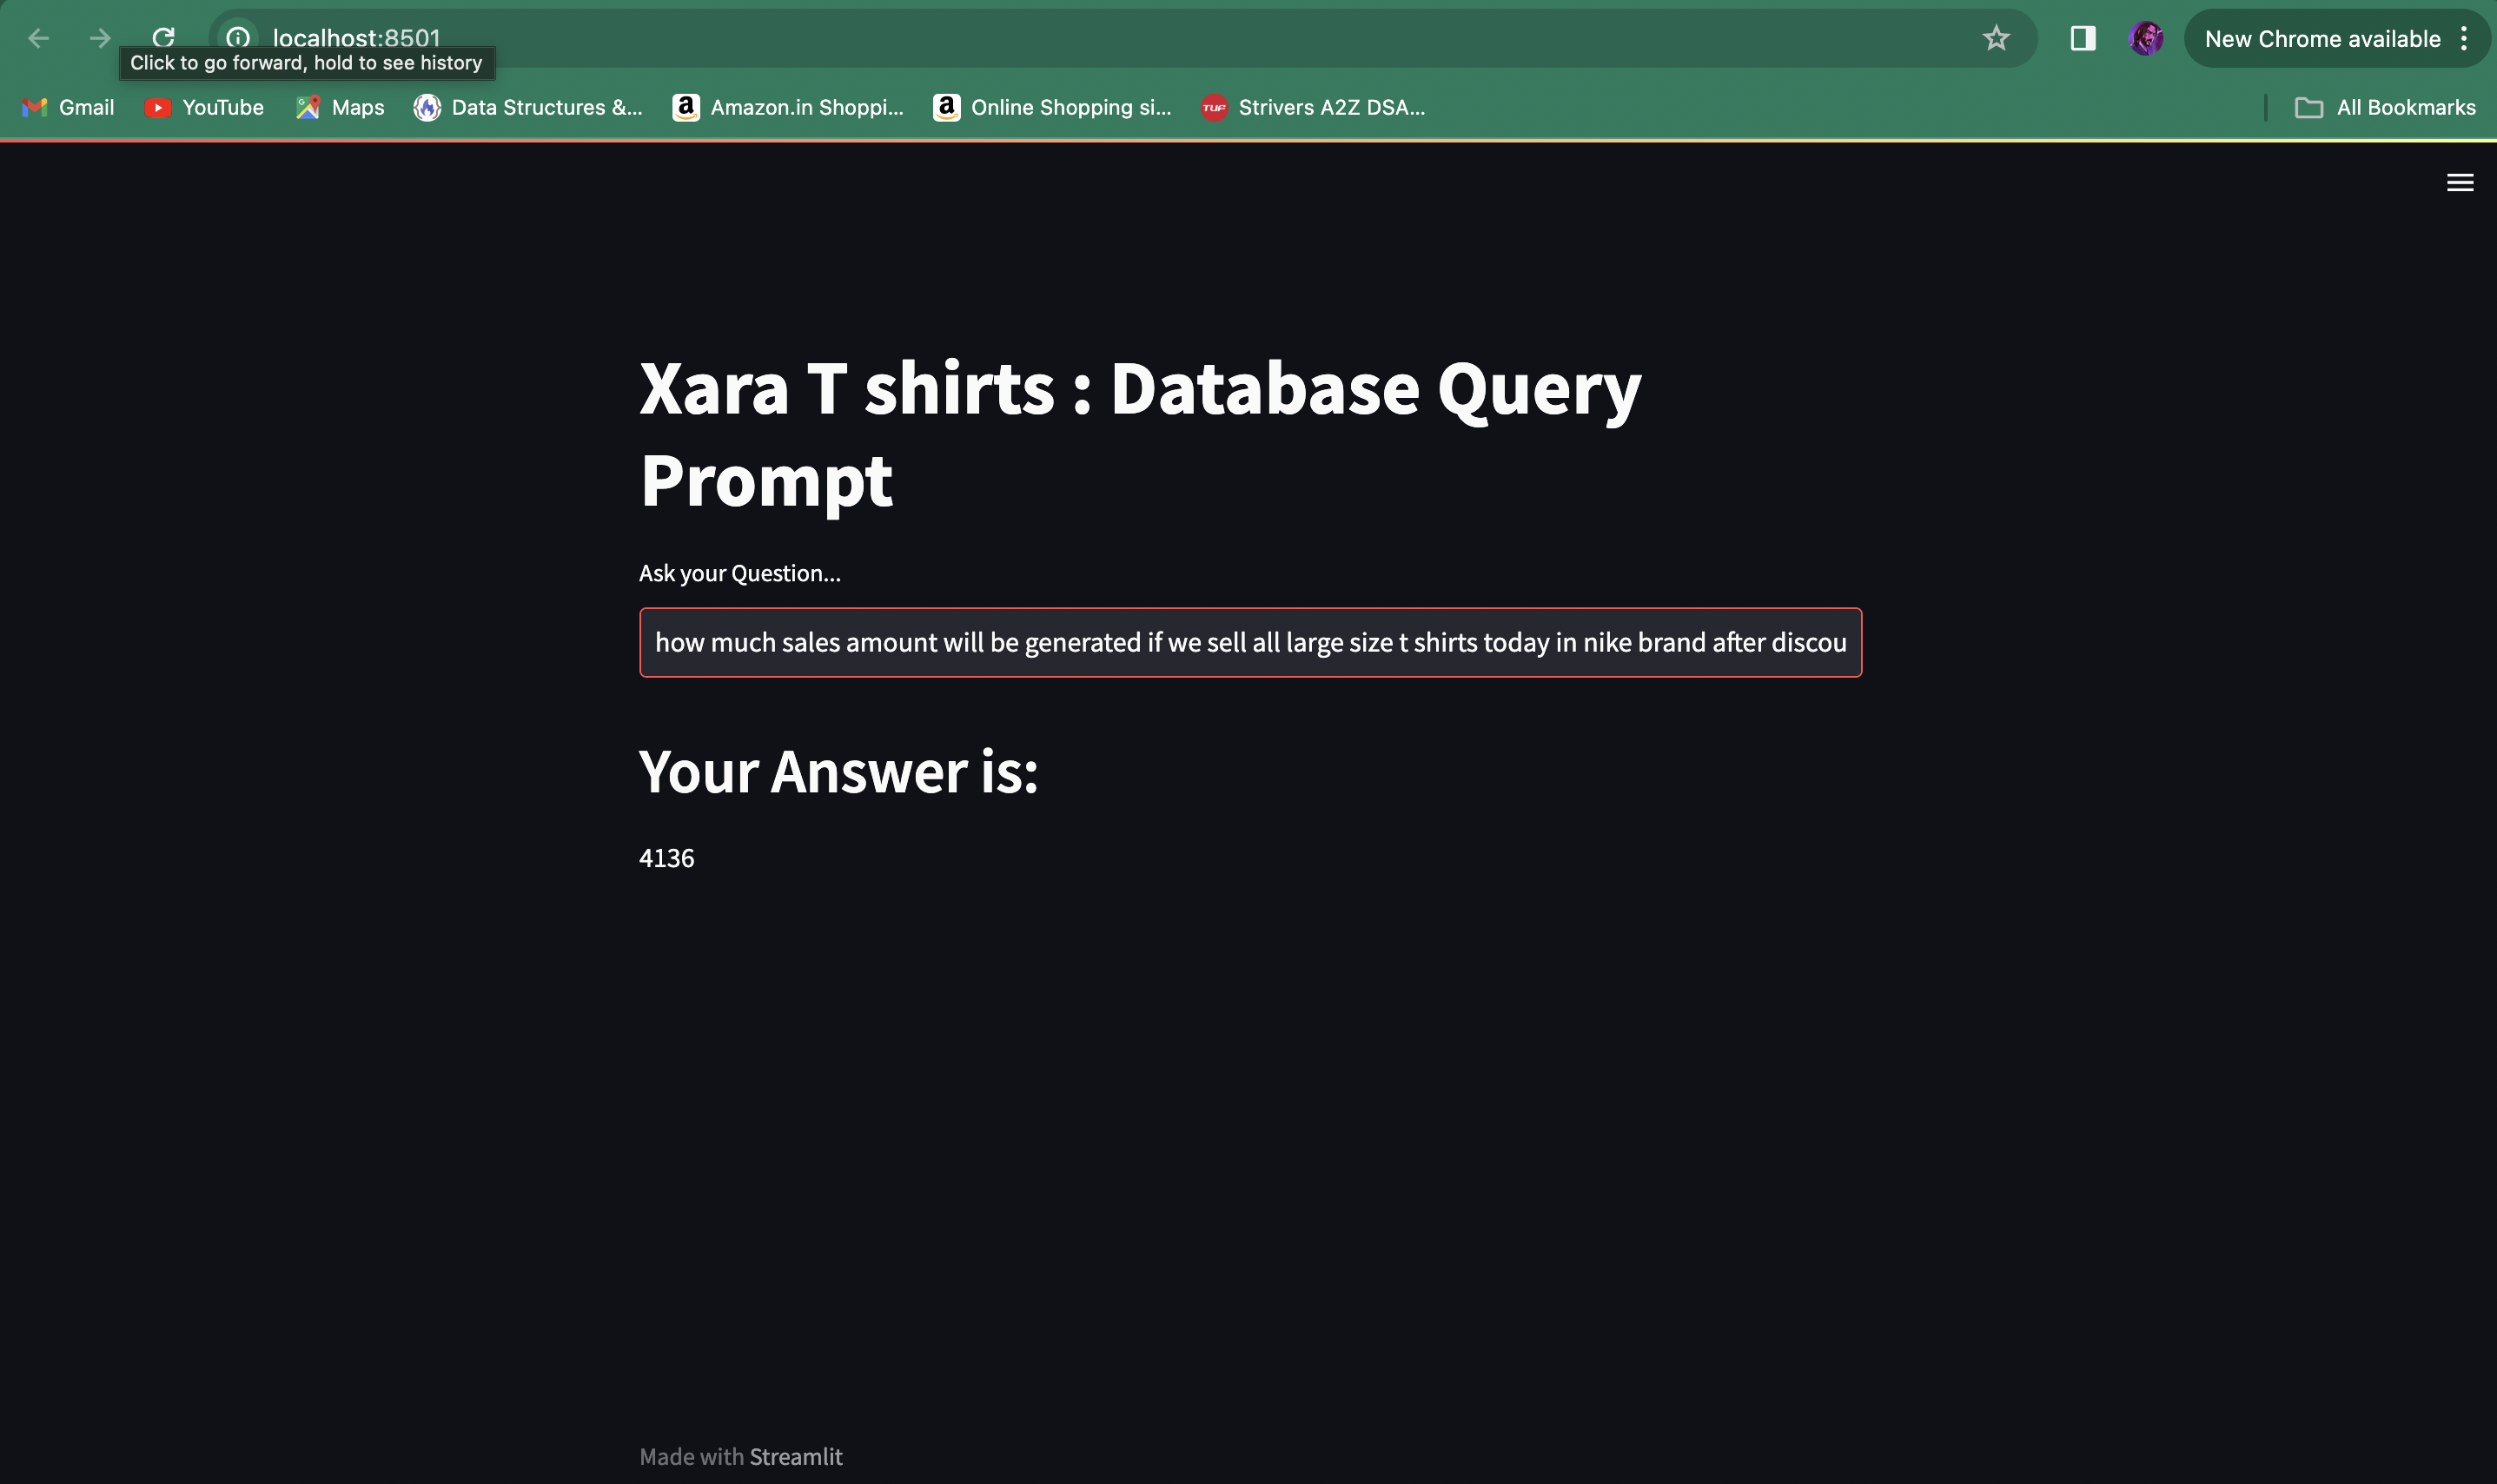 localhost:8501
New Chrome available
Click to go forward, hold to see history
Gmail YouTube Maps Data Structures &... Amazon.in Shoppi... Online Shopping si... TUF Strivers A2Z DSA... All Bookmarks
Xara T shirts : Database Query
Prompt
Ask your Question...
how much sales amount will be generated if we sell all large size t shirts today in nike brand after discou
Your Answer is:
4136
Made with Streamlit